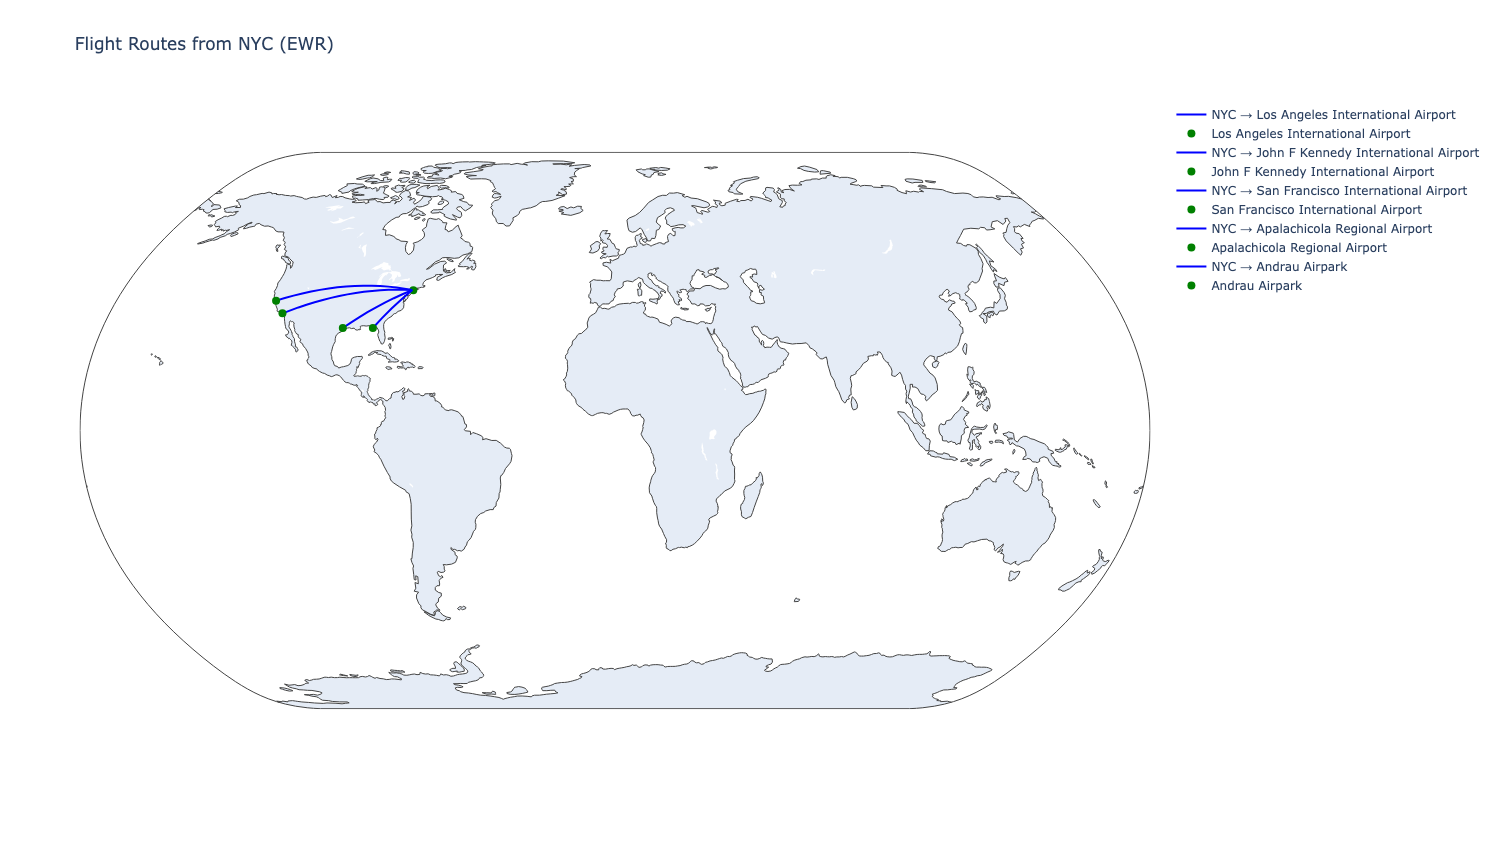 Flight Routes from NYC (EWR)
NYC → Los Angeles International Airport
Los Angeles International Airport
NYC → John F Kennedy International Airport
John F Kennedy International Airport
NYC → San Francisco International Airport
San Francisco International Airport
NYC → Apalachicola Regional Airport
Apalachicola Regional Airport
NYC → Andrau Airpark
Andrau Airpark